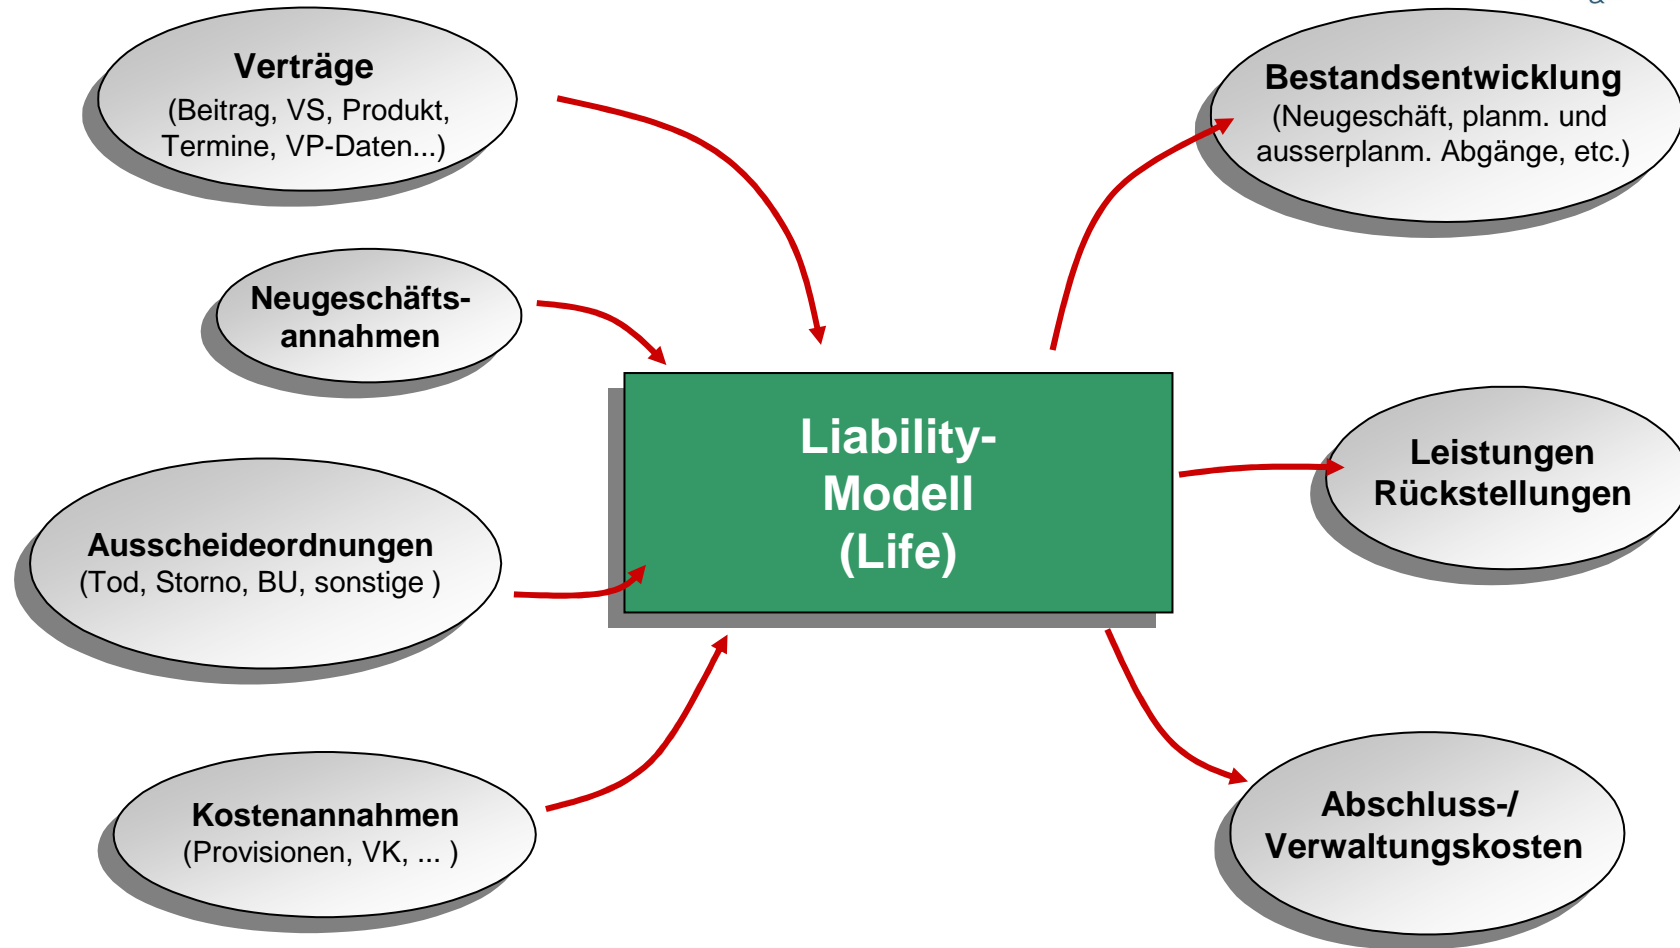 Verträge
(Beitrag, VS, Produkt,
Termine, VP-Daten...)
Neugeschäfts-
annahmen
Ausscheideordnungen
(Tod, Storno, BU, sonstige )
Kostenannahmen
(Provisionen, VK, ... )
Liability-
Modell
(Life)
Bestandsentwicklung
(Neugeschäft, planm. und
ausserplanm. Abgänge, etc.)
Leistungen
Rückstellungen
Abschluss-/
Verwaltungskosten